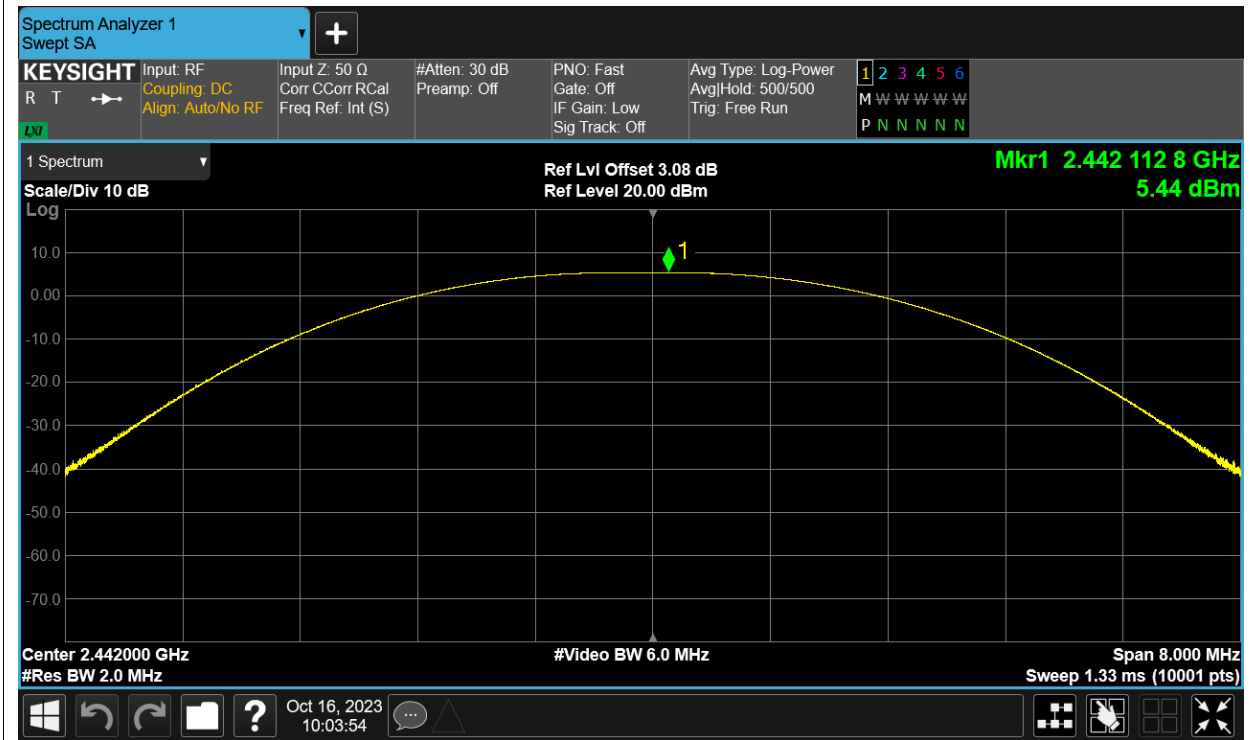 Spectrum Analyzer 1
Swept SA
+
KEYSIGHT
R T
LXI
Input: RF
Coupling: DC
Align: Auto/No RF
Input Z: 50 Ω
Corr CCorr RCal
Freq Ref: Int (S)
#Atten: 30 dB
Preamp: Off
PNO: Fast
Gate: Off
IF Gain: Low
Sig Track: Off
Avg Type: Log-Power
Avg|Hold: 500/500
Trig: Free Run
1 2 3 4 5 6
M W W W W W W
P N N N N N
1 Spectrum
Scale/Div 10 dB
Log
Ref Lvl Offset 3.08 dB
Ref Level 20.00 dBm
Mkr1 2.442 112 8 GHz
5.44 dBm
1
10.0
0.00
-10.0
-20.0
-30.0
-40.0
-50.0
-60.0
-70.0
Center 2.442000 GHz
#Res BW 2.0 MHz
#Video BW 6.0 MHz
Span 8.000 MHz
Sweep 1.33 ms (10001 pts)
?
Oct 16, 2023
10:03:54